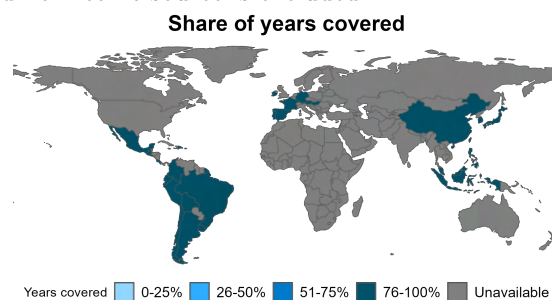 Share of years covered
Years covered 0-25% 26-50% 51-75% 76-100% Unavailable